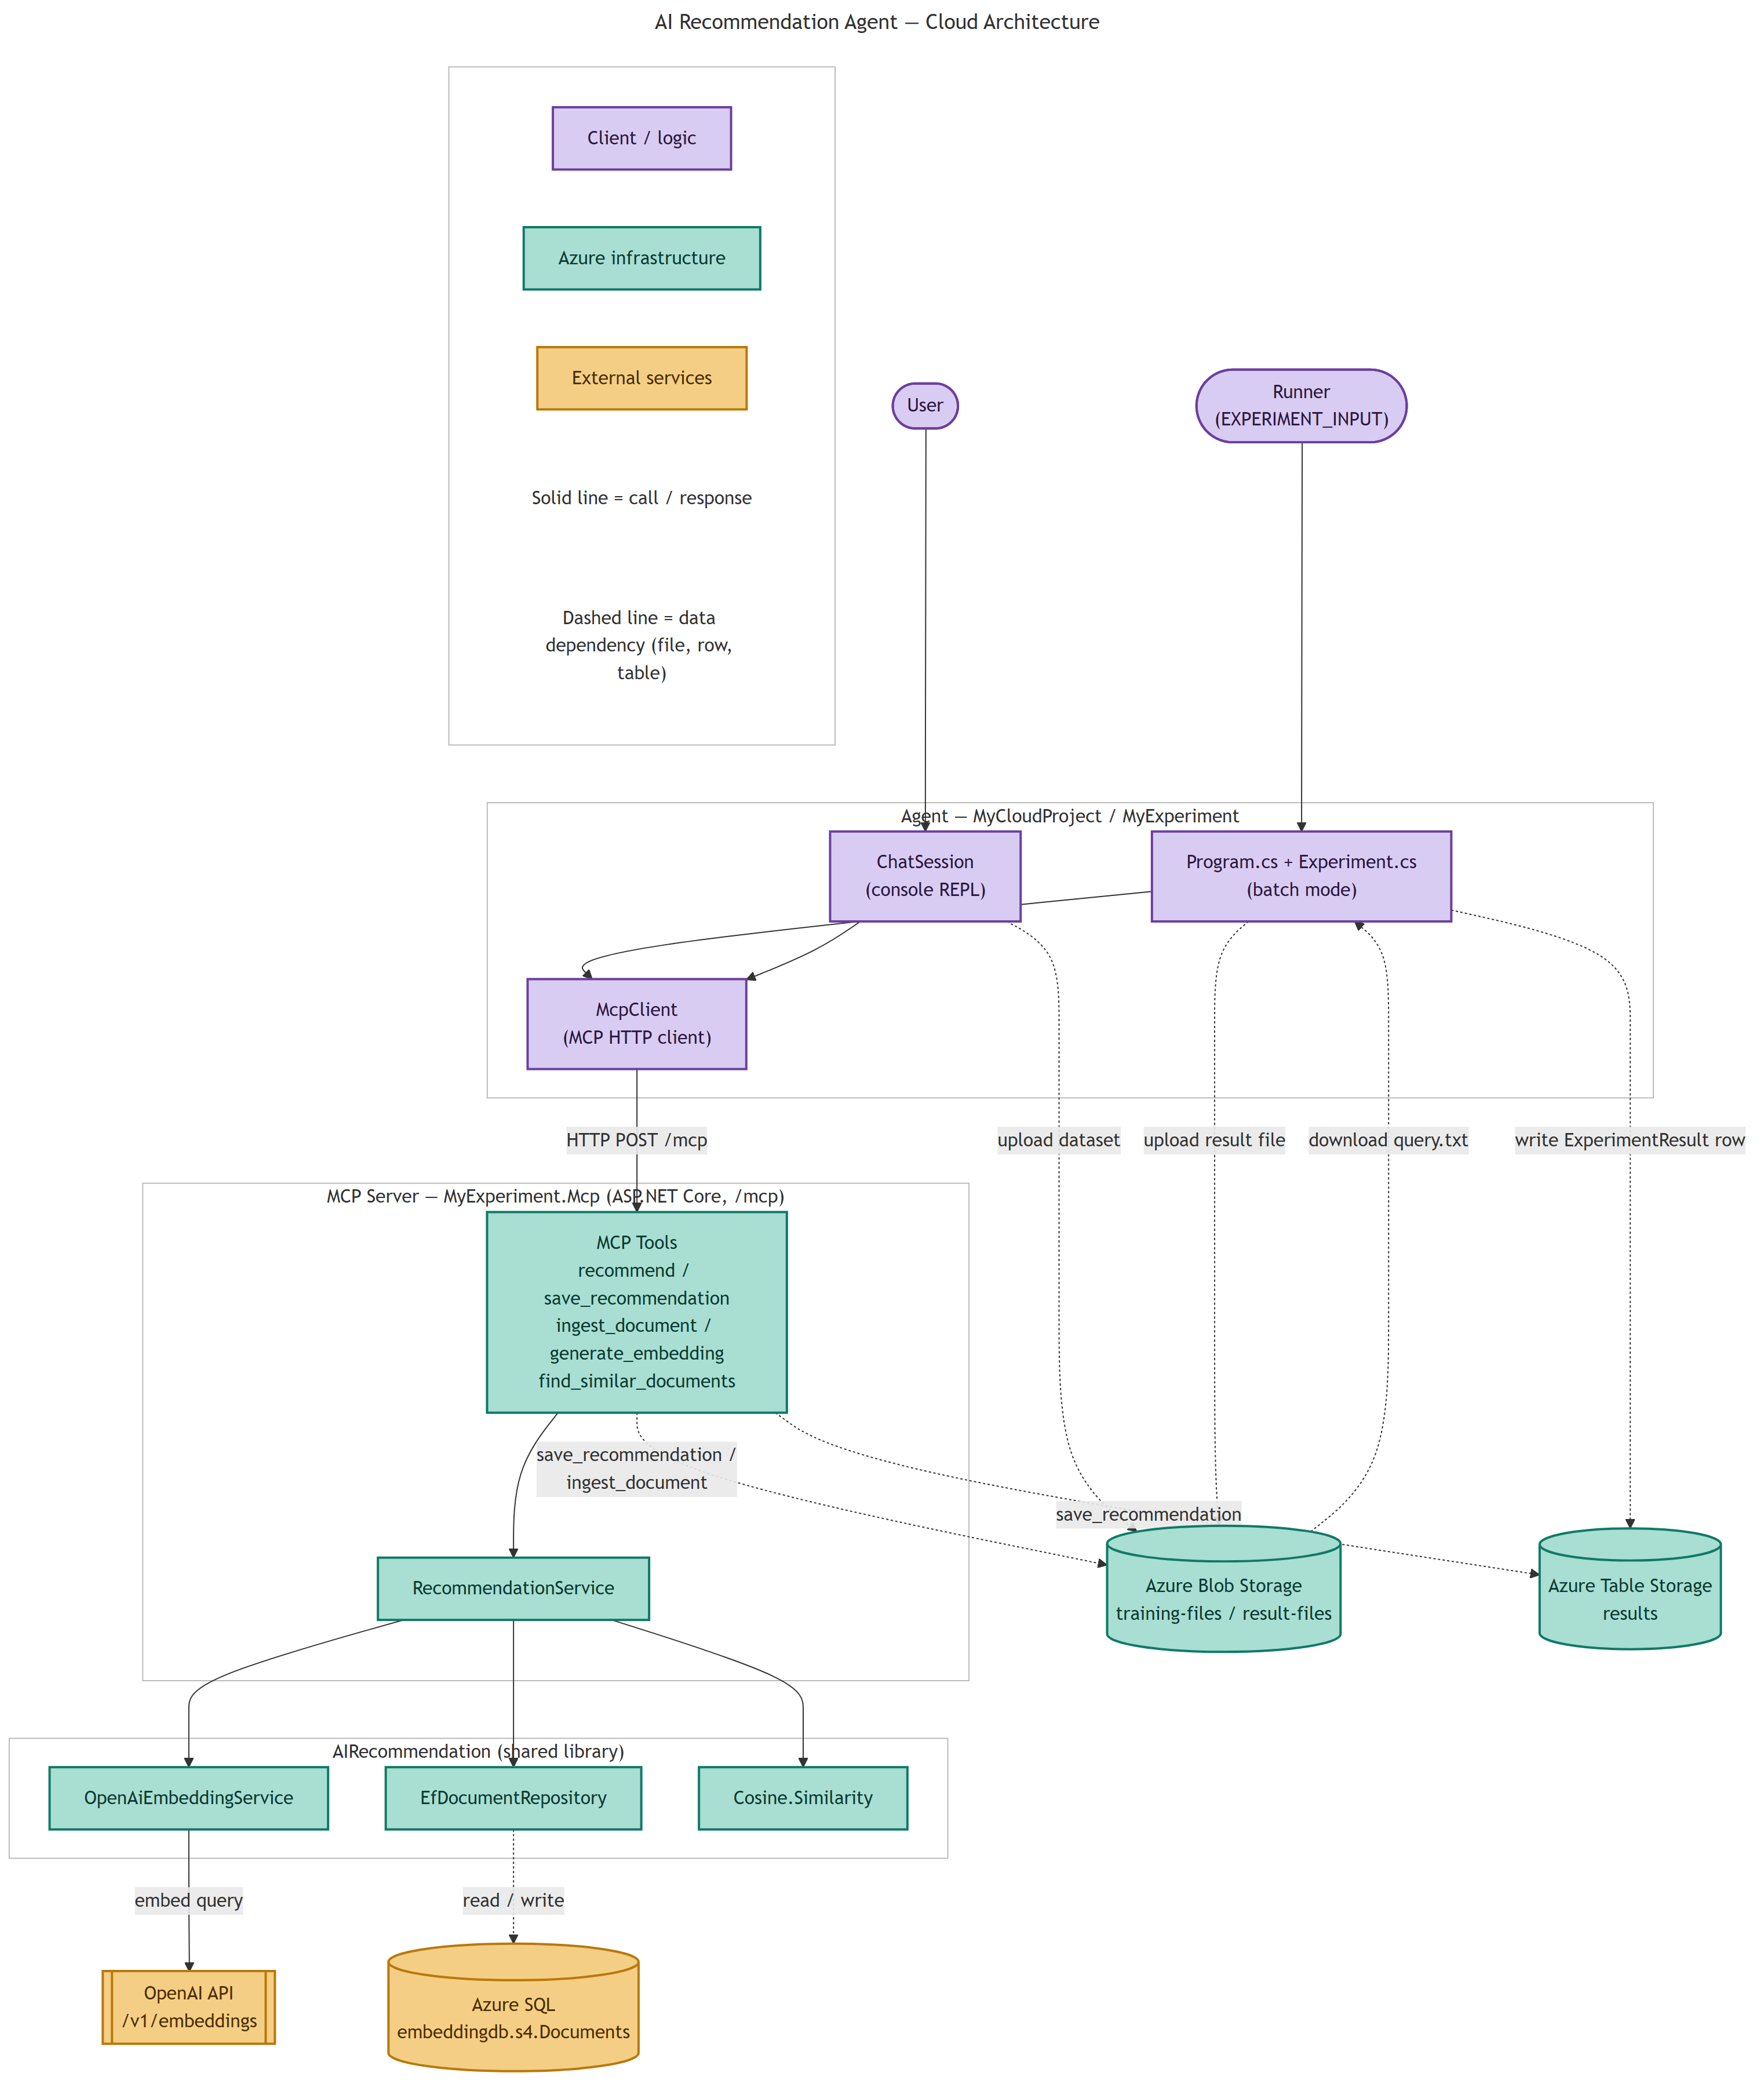 AI Recommendation Agent — Cloud Architecture
Client / logic
Azure infrastructure
External services
Solid line = call / response
Dashed line = data
dependency (file, row,
table)
User
Runner
(EXPERIMENT_INPUT)
Agent — MyCloudProject / MyExperiment
ChatSession
(console REPL)
Program.cs + Experiment.cs
(batch mode)
McpClient
(MCP HTTP client)
HTTP POST /mcp
upload dataset
upload result file
download query.txt
write ExperimentResult row
MCP Server — MyExperiment.Mcp (ASP.NET Core, /mcp)
MCP Tools
recommend /
save_recommendation
ingest_document /
generate_embedding
find_similar_documents
save_recommendation /
ingest_document
save_recommendation
RecommendationService
Azure Blob Storage
training-files / result-files
Azure Table Storage
results
AIRecommendation (shared library)
OpenAiEmbeddingService
EfDocumentRepository
Cosine.Similarity
embed query
read / write
OpenAI API
/v1/embeddings
Azure SQL
embeddingdb.s4.Documents